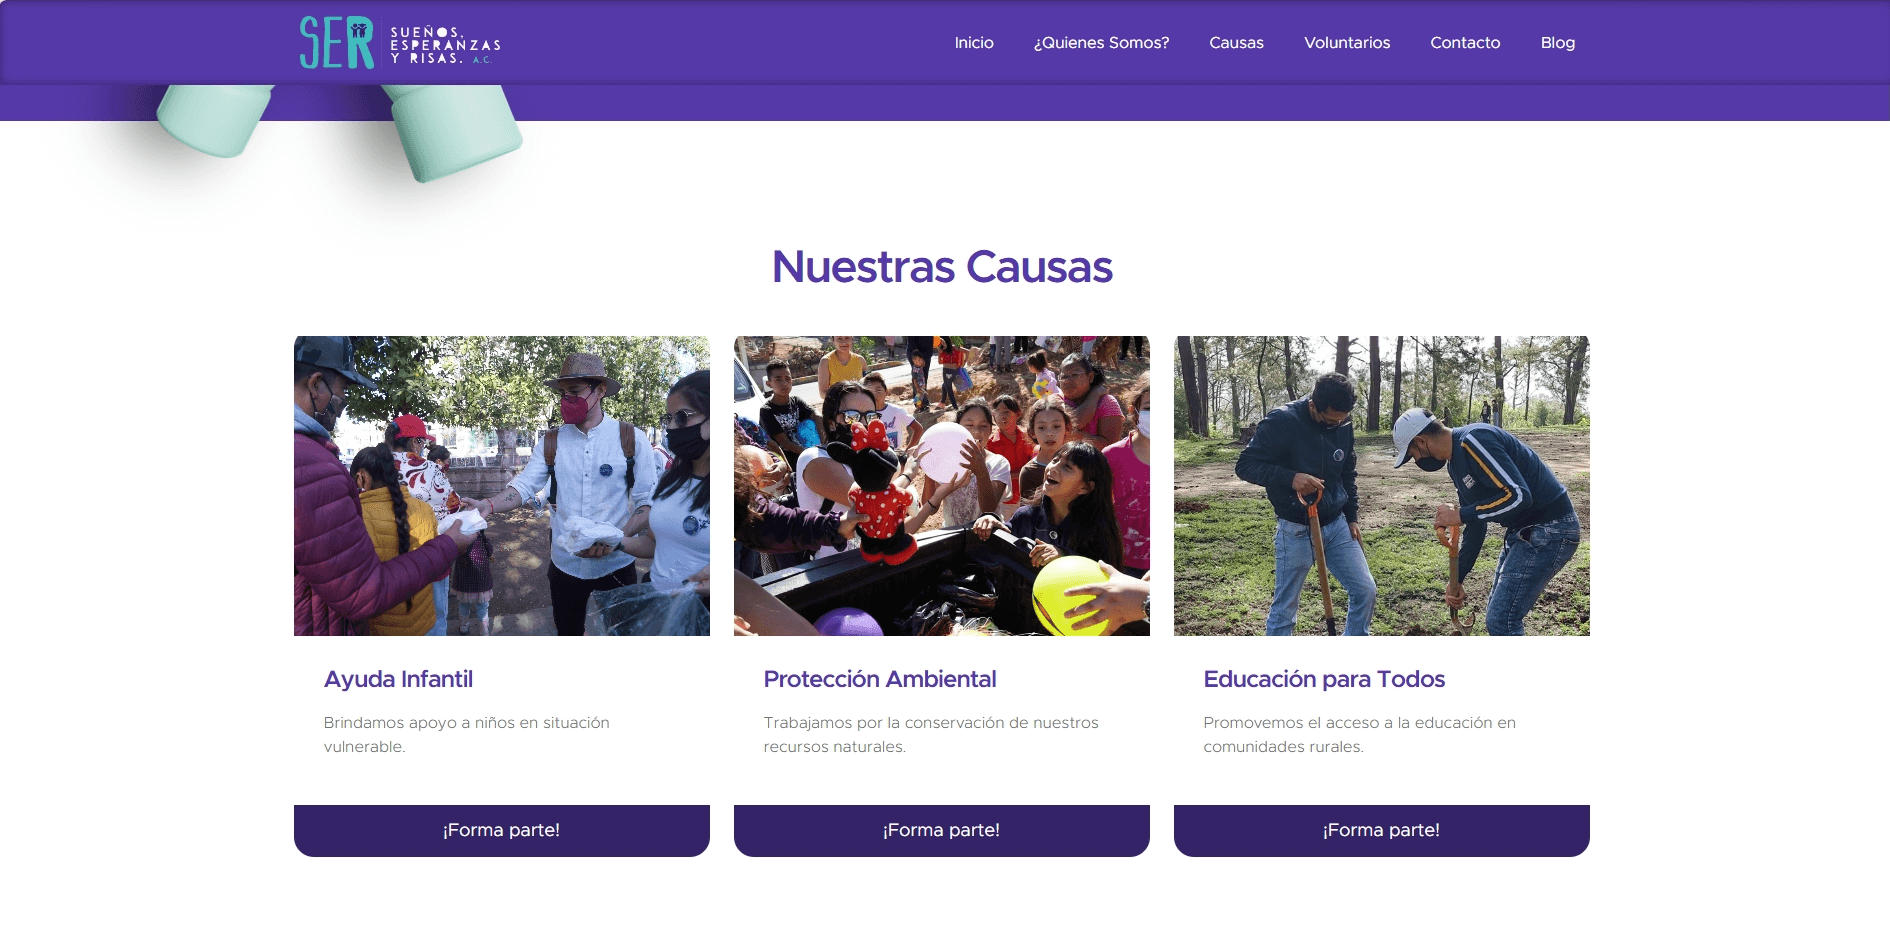 SER
SUEÑOS,
ESPERANZAS
Y RISAS. A.C.
Inicio
¿Quienes Somos?
Causas
Voluntarios
Contacto
Blog
Nuestras Causas
Ayuda Infantil
Brindamos apoyo a niños en situación
vulnerable.
¡Forma parte!
Protección Ambiental
Trabajamos por la conservación de nuestros
recursos naturales.
¡Forma parte!
Educación para Todos
Promovemos el acceso a la educación en
comunidades rurales.
¡Forma parte!